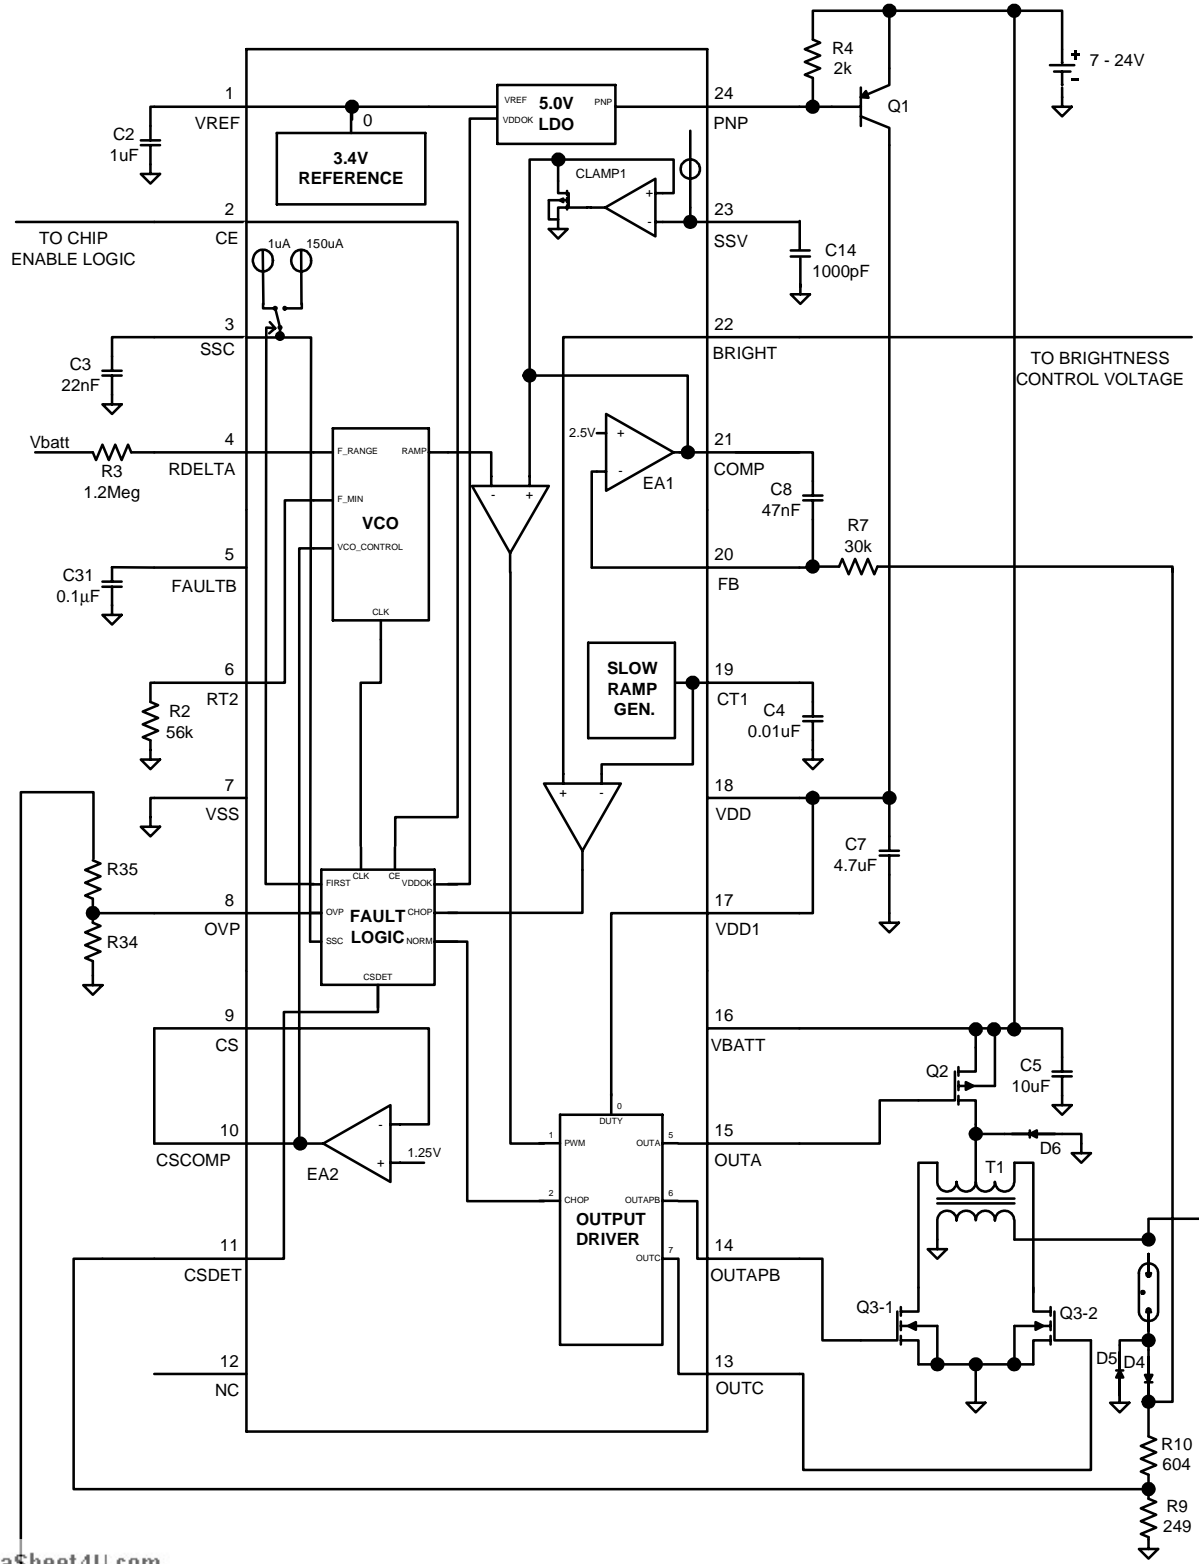 R4
2k
+
7 - 24V
-
1
VREF
VREF
5.0V
LDO
PNP
VDDOK
24
PNP
Q1
C2
1uF
0
3.4V
REFERENCE
CLAMP1
+
-
2
CE
23
SSV
TO CHIP
ENABLE LOGIC
1uA
150uA
C14
1000pF
3
SSC
22
BRIGHT
C3
22nF
TO BRIGHTNESS
CONTROL VOLTAGE
Vbatt
R3
1.2Meg
4
RDELTA
F_RANGE
RAMP
F_MIN
VCO
VCO_CONTROL
CLK
-
+
2.5V
+
-
EA1
21
COMP
C8
47nF
R7
30k
5
FAULTB
C31
0.1µF
20
FB
6
RT2
R2
56k
SLOW
RAMP
GEN.
19
CT1
C4
0.01uF
+
-
7
VSS
18
VDD
C7
4.7uF
R35
R34
8
OVP
FIRST
CLK
CE
VDDOK
OVP
FAULT
LOGIC
CHOP
SSC
NORM
CSDET
17
VDD1
9
CS
16
VBATT
Q2
C5
10uF
10
CSCOMP
EA2
-
+
1.25V
0
DUTY
1
PWM
OUTA
5
15
OUTA
D6
T1
2
CHOP
OUTAPB
6
OUTPUT
DRIVER
OUTC
7
11
CSDET
14
OUTAPB
Q3-1
Q3-2
12
NC
13
OUTC
D5
D4
R10
604
R9
249
aSheet4U.com